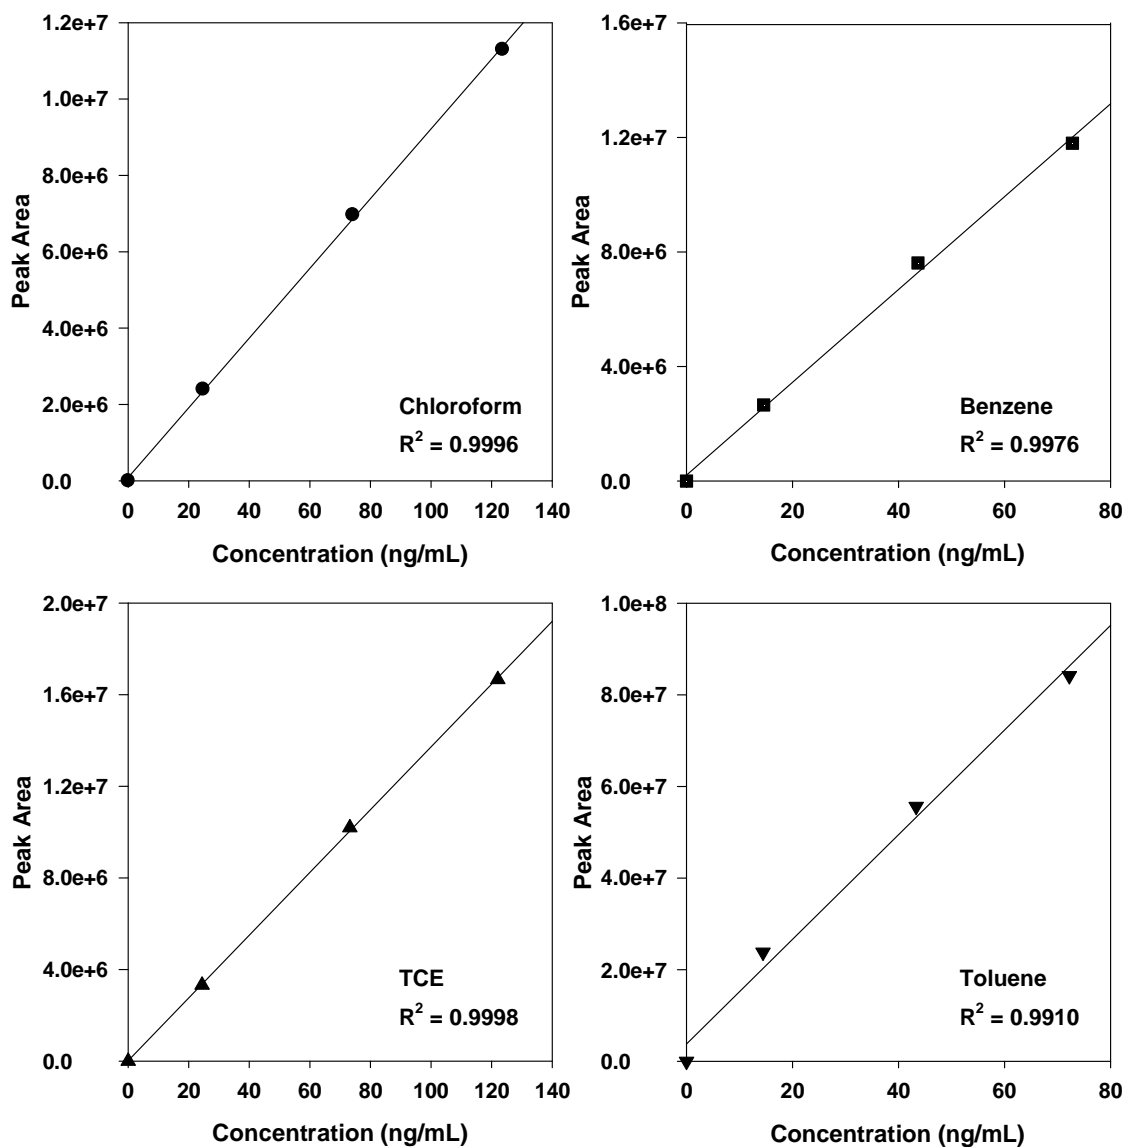 1.2e+7
1.0e+7
8.0e+6
6.0e+6
4.0e+6
2.0e+6
0.0
Peak Area
Chloroform
R² = 0.9996
0 20 40 60 80 100 120 140
Concentration (ng/mL)
1.6e+7
1.2e+7
8.0e+6
4.0e+6
0.0
Peak Area
Benzene
R² = 0.9976
0 20 40 60 80
Concentration (ng/mL)
2.0e+7
1.6e+7
1.2e+7
8.0e+6
4.0e+6
0.0
Peak Area
TCE
R² = 0.9998
0 20 40 60 80 100 120 140
Concentration (ng/mL)
1.0e+8
8.0e+7
6.0e+7
4.0e+7
2.0e+7
0.0
Peak Area
Toluene
R² = 0.9910
0 20 40 60 80
Concentration (ng/mL)